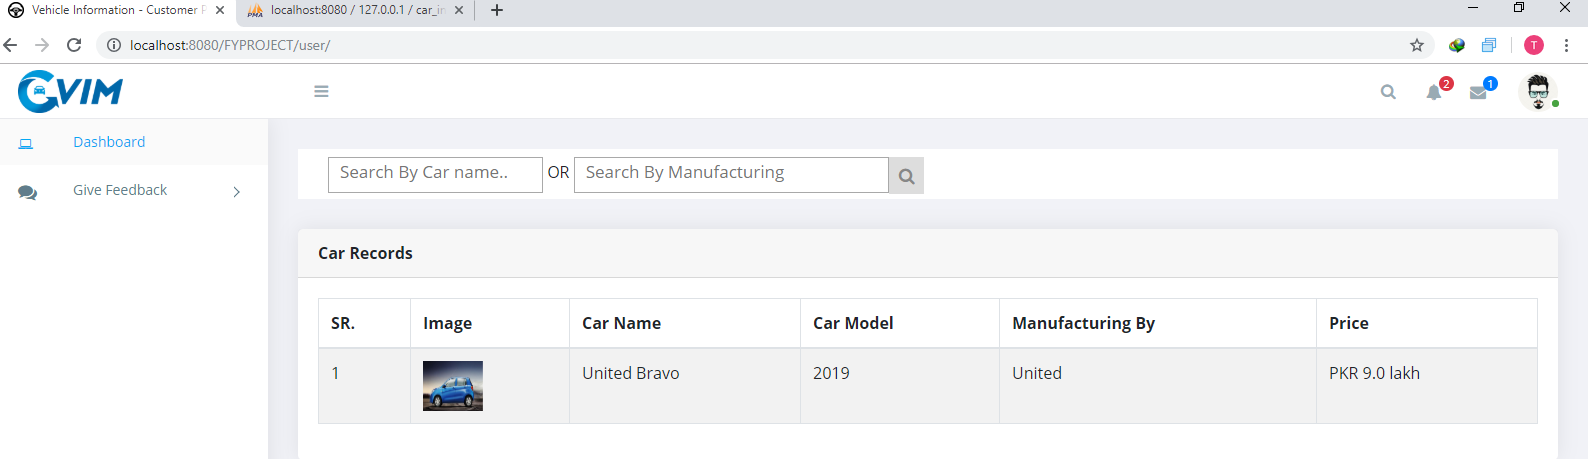 Vehicle Information - Customer P
PMA localhost:8080 / 127.0.0.1 / car_in
localhost:8080/FYPROJECT/user/
T
GVIM
2
1
Dashboard
Give Feedback
Search By Car name.. OR Search By Manufacturing
Car Records
SR. Image Car Name Car Model Manufacturing By Price
1 United Bravo 2019 United PKR 9.0 lakh